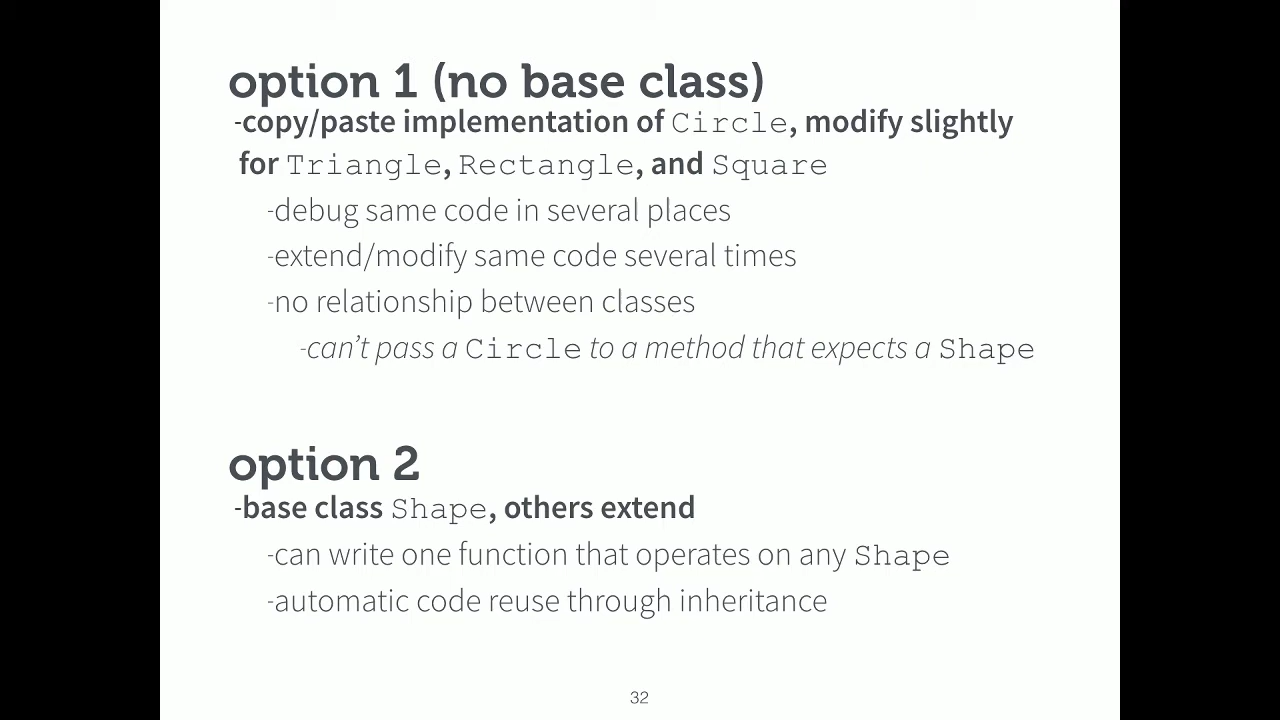 option 1 (no base class)
-copy/paste implementation of Circle, modify slightly
for Triangle, Rectangle, and Square
-debug same code in several places
-extend/modify same code several times
-no relationship between classes
-can’t pass a Circle to a method that expects a Shape
option 2
-base class Shape, others extend
-can write one function that operates on any Shape
-automatic code reuse through inheritance
32